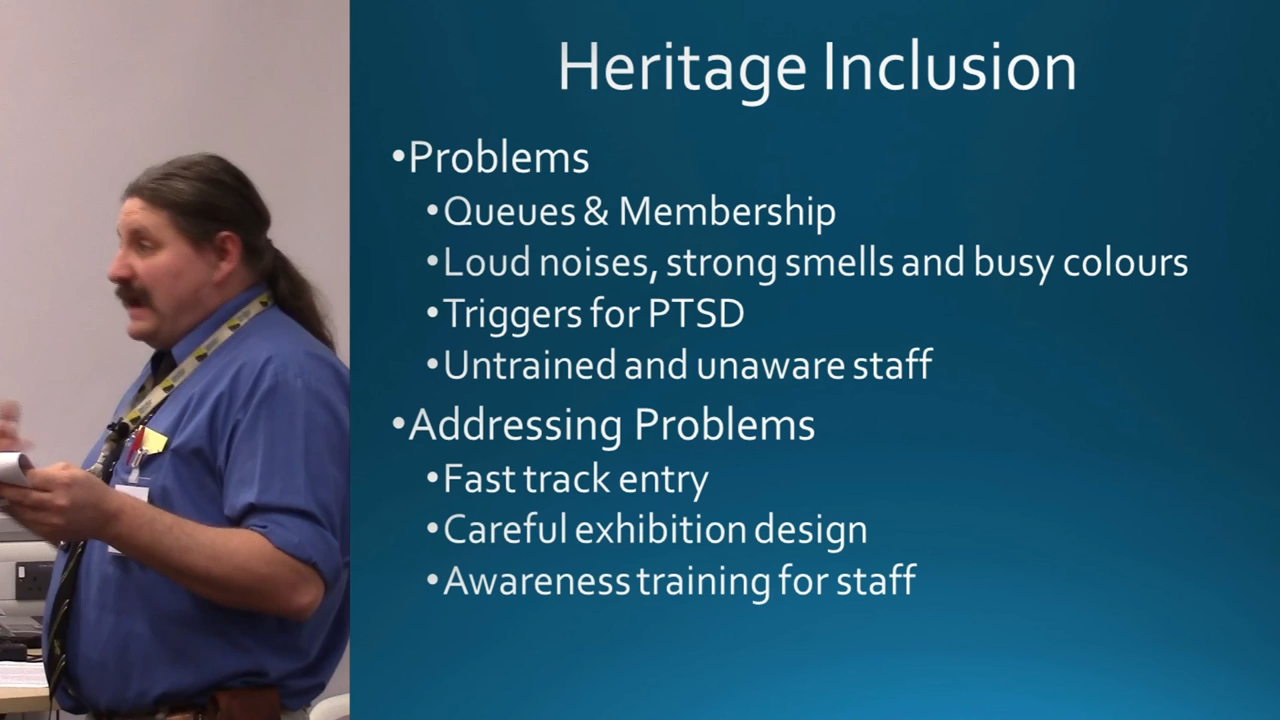 Heritage Inclusion
•Problems
•Queues & Membership
•Loud noises, strong smells and busy colours
•Triggers for PTSD
•Untrained and unaware staff
•Addressing Problems
•Fast track entry
•Careful exhibition design
•Awareness training for staff